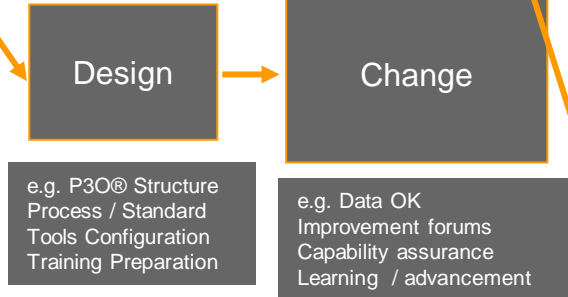 Design
Change
e.g. P3O® Structure
Process / Standard
Tools Configuration
Training Preparation
e.g. Data OK
Improvement forums
Capability assurance
Learning / advancement